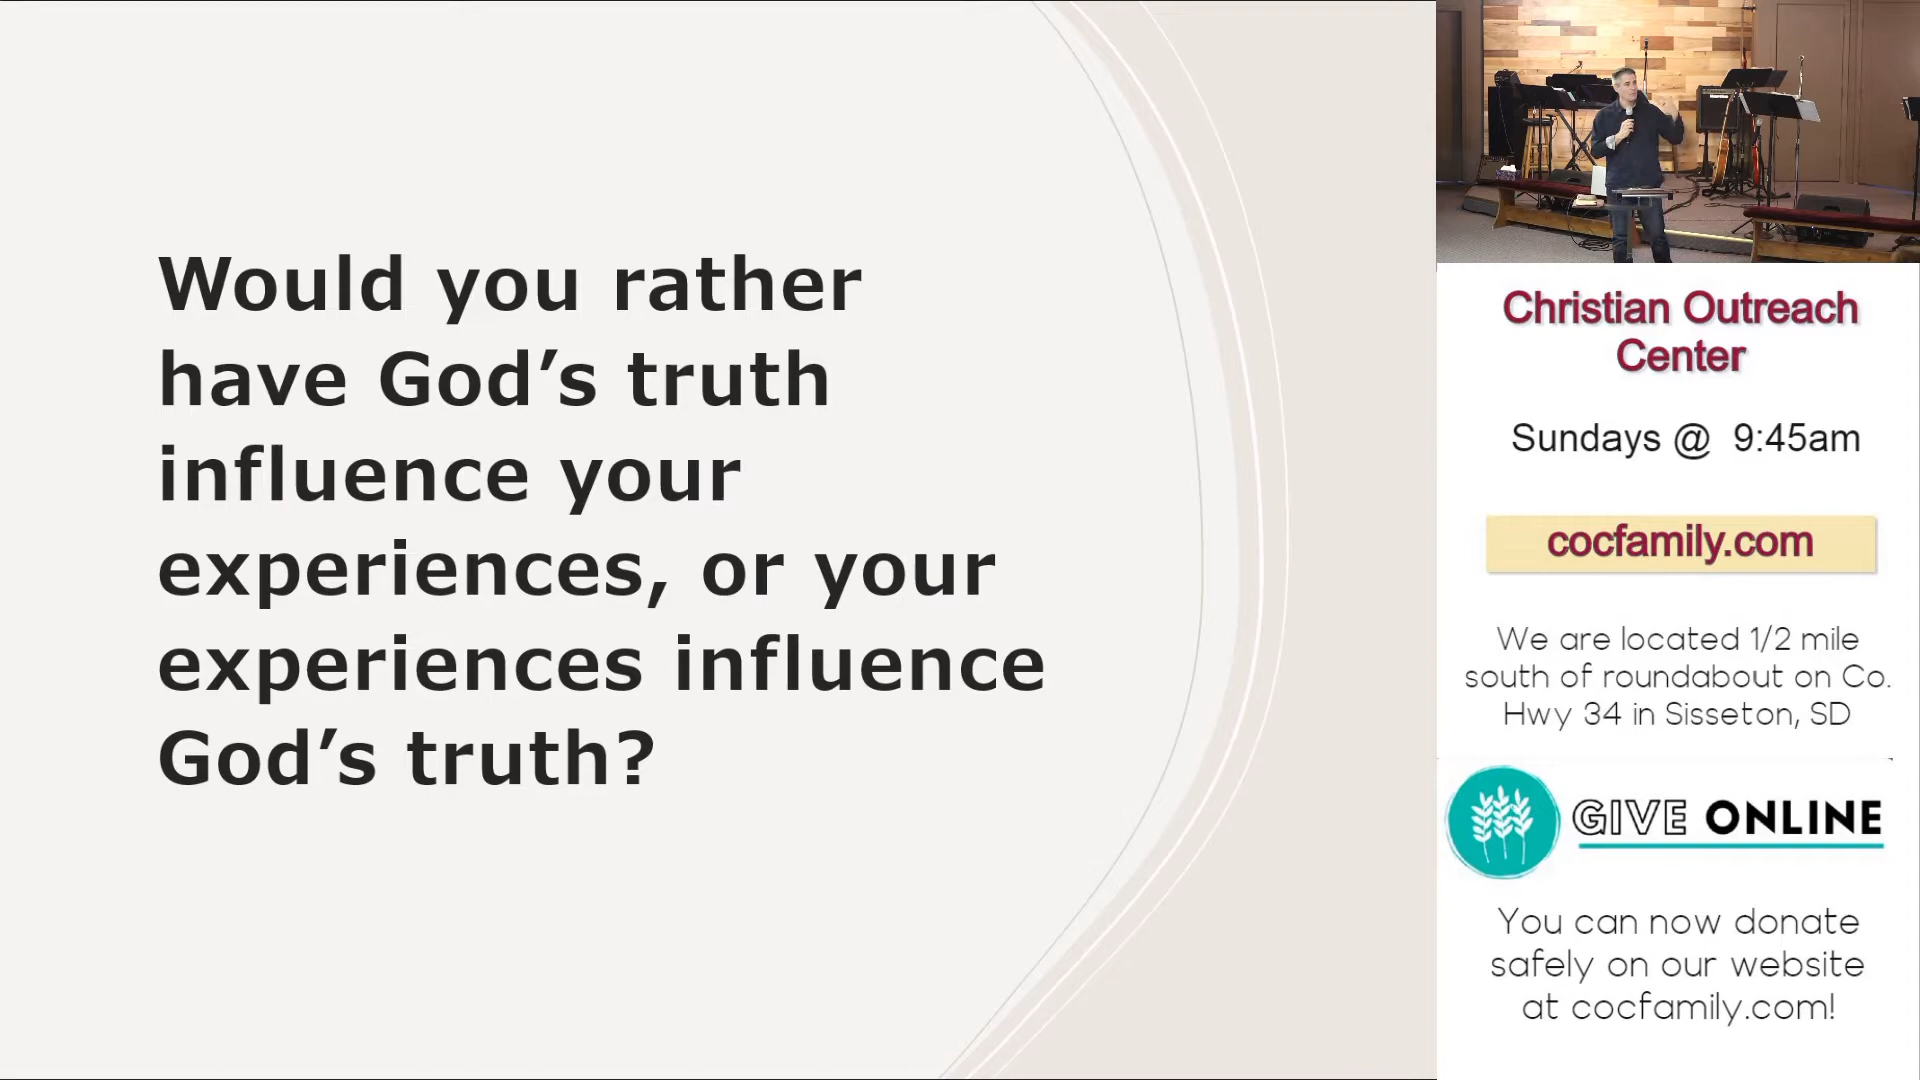 Would you rather
have God’s truth
influence your
experiences, or your
experiences influence
God’s truth?
Christian Outreach
Center
Sundays @ 9:45am
cocfamily.com
We are located 1/2 mile
south of roundabout on Co.
Hwy 34 in Sisseton, SD
GIVE ONLINE
You can now donate
safely on our website
at cocfamily.com!